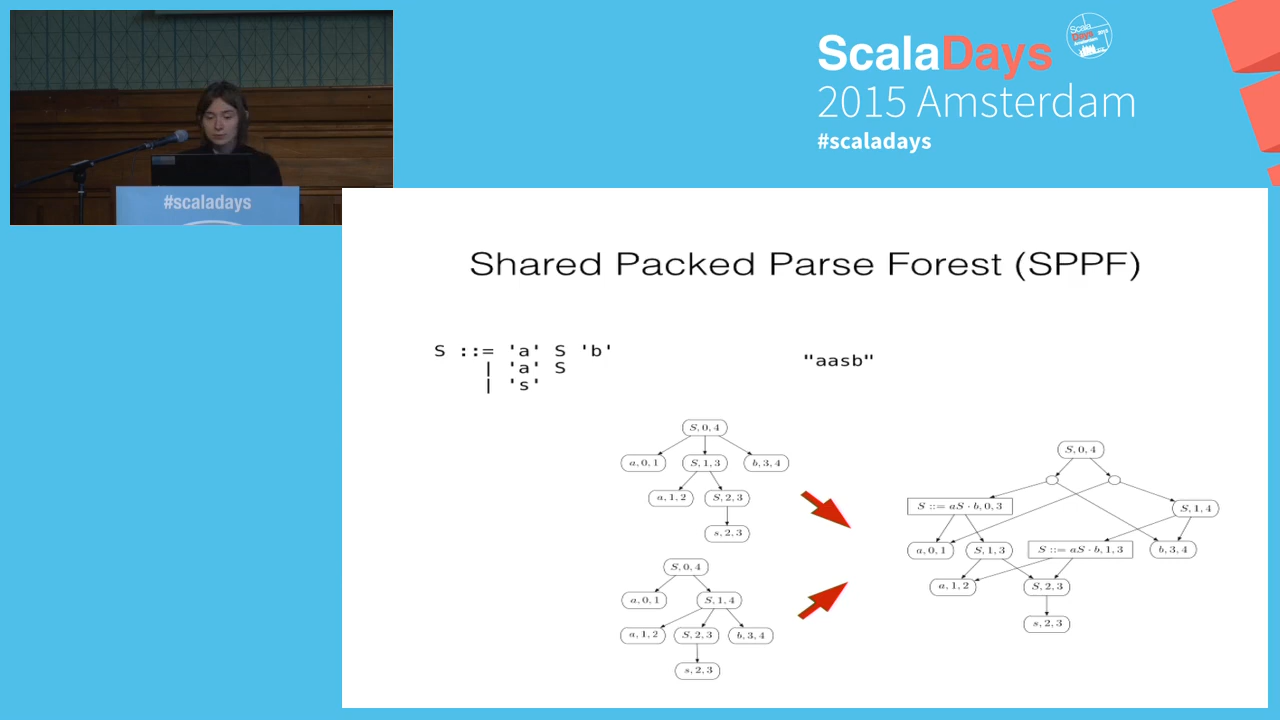 ScalaDays
Scala
Days
2015 Amsterdam
#scaladays
#scaladays
Shared Packed Parse Forest (SPPF)
S ::= 'a' S 'b'
| 'a' S
| 's'
"aasb"
S, 0, 4
a, 0, 1
S, 1, 3
b, 3, 4
a, 1, 2
S, 2, 3
s, 2, 3
S, 0, 4
a, 0, 1
S, 1, 4
a, 1, 2
S, 2, 3
b, 3, 4
s, 2, 3
S, 0, 4
S ::= aS · b, 0, 3
S, 1, 4
a, 0, 1
S, 1, 3
S ::= aS · b, 1, 3
b, 3, 4
a, 1, 2
S, 2, 3
s, 2, 3